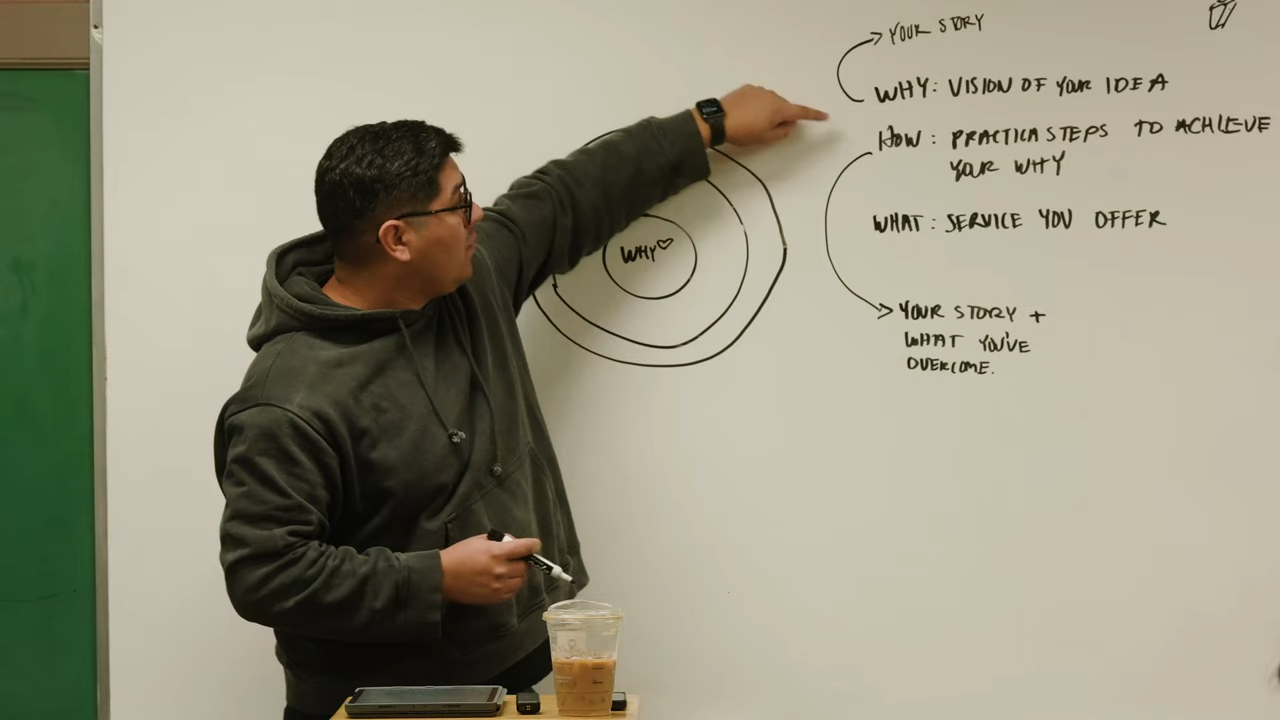 YOUR STORY
WHY: VISION OF YOUR IDEA
HOW: PRACTICA STEPS TO ACHIEVE
YOUR WHY
WHAT: SERVICE YOU OFFER
WHY♡
YOUR STORY +
WHAT YOU'VE
OVERCOME.